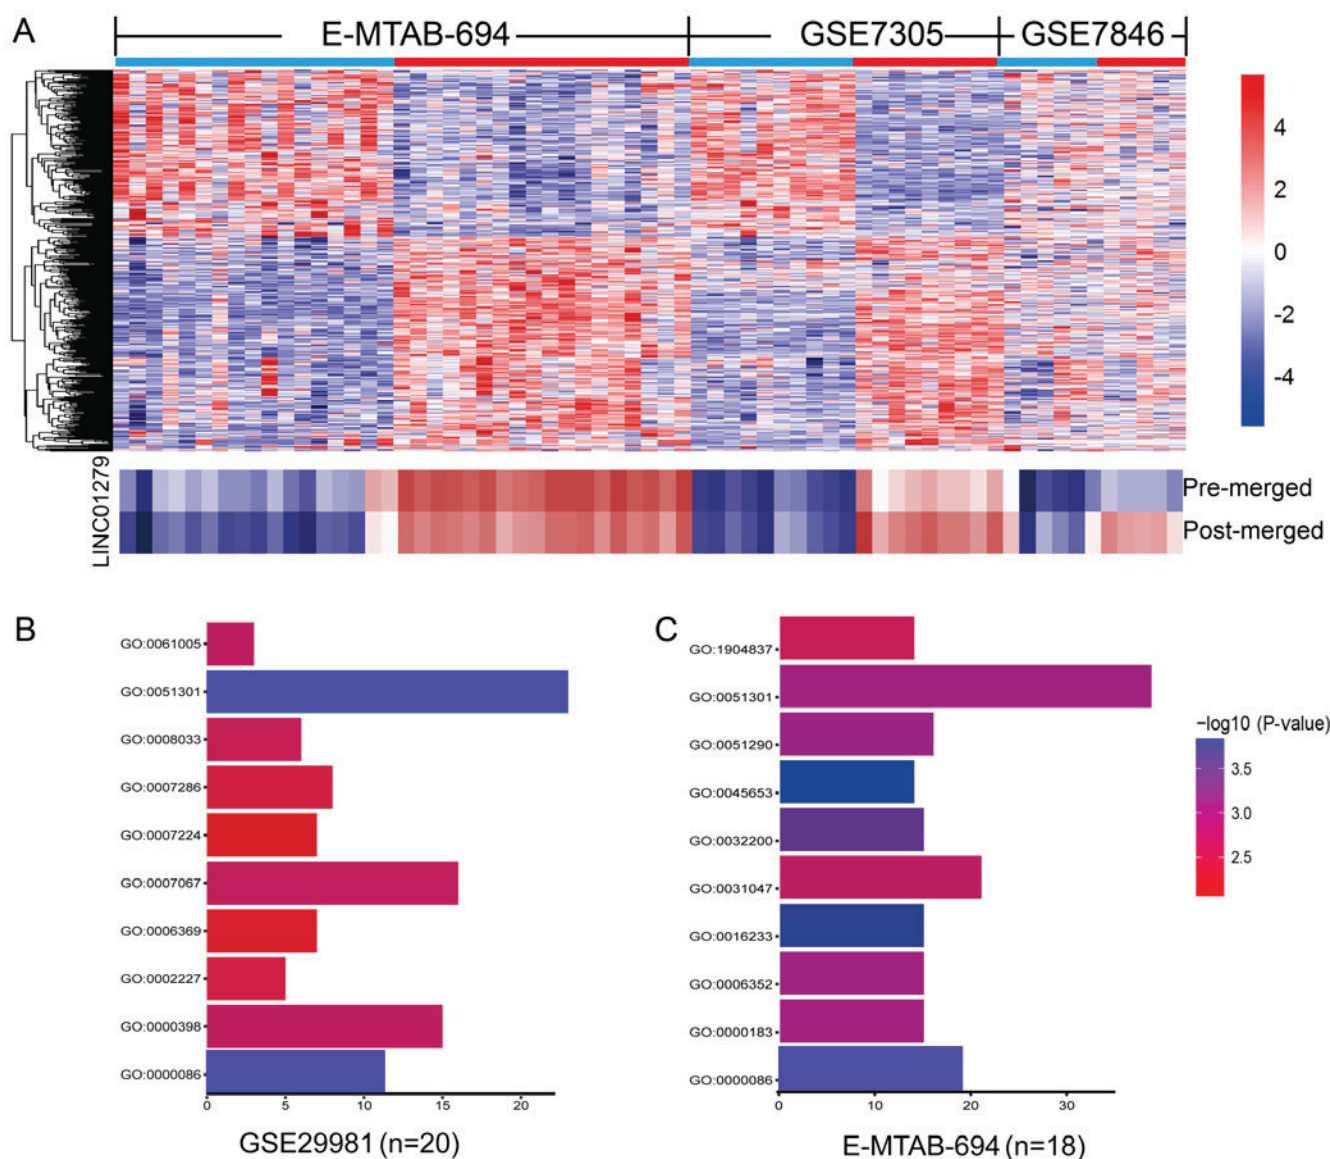 A
E-MTAB-694
GSE7305
GSE7846
4
2
0
-2
-4
LINC01279
Pre-merged
Post-merged
B
GO:0061005
GO:0051301
GO:0008033
GO:0007286
GO:0007224
GO:0007067
GO:0006369
GO:0002227
GO:0000398
GO:0000086
0 5 10 15 20
GSE29981 (n=20)
C
GO:1904837
GO:0051301
GO:0051290
GO:0045653
GO:0032200
GO:0031047
GO:0016233
GO:0006352
GO:0000183
GO:0000086
0 10 20 30
E-MTAB-694 (n=18)
−log10 (P-value)
3.5
3.0
2.5